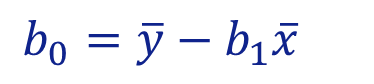 b₀ = ȳ − b₁x̄